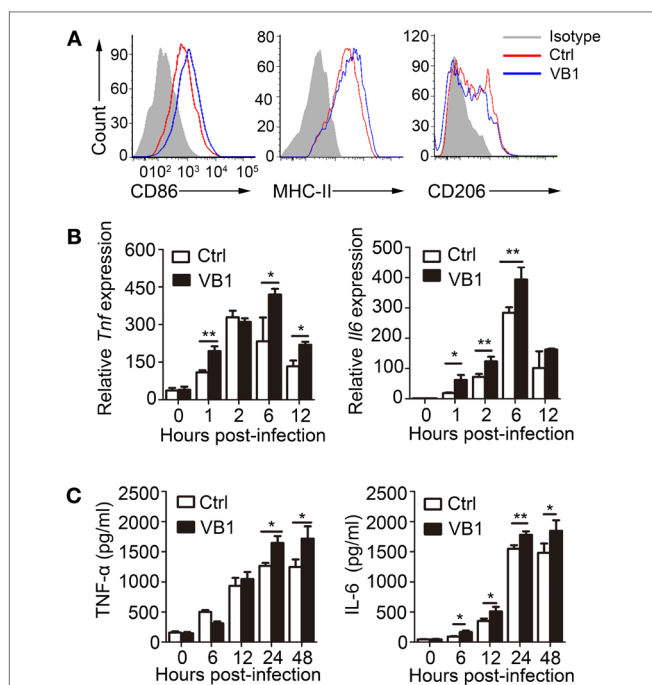 A
Isotype
Ctrl
VB1
Count
90
60
30
0
010² 10³ 10⁴ 10⁵
CD86
80
60
40
20
0
MHC-II
120
90
60
30
0
CD206
B
Relative Tnf expression
600
450
300
150
0
Ctrl
VB1
** * *
0 1 2 6 12
Hours post-infection
Relative Il6 expression
500
400
300
200
100
0
Ctrl
VB1
* ** **
0 1 2 6 12
Hours post-infection
C
TNF-α (pg/ml)
2500
2000
1500
1000
500
0
Ctrl
VB1
* *
0 6 12 24 48
Hours post-infection
IL-6 (pg/ml)
2500
2000
1500
1000
500
0
Ctrl
VB1
* * ** *
0 6 12 24 48
Hours post-infection